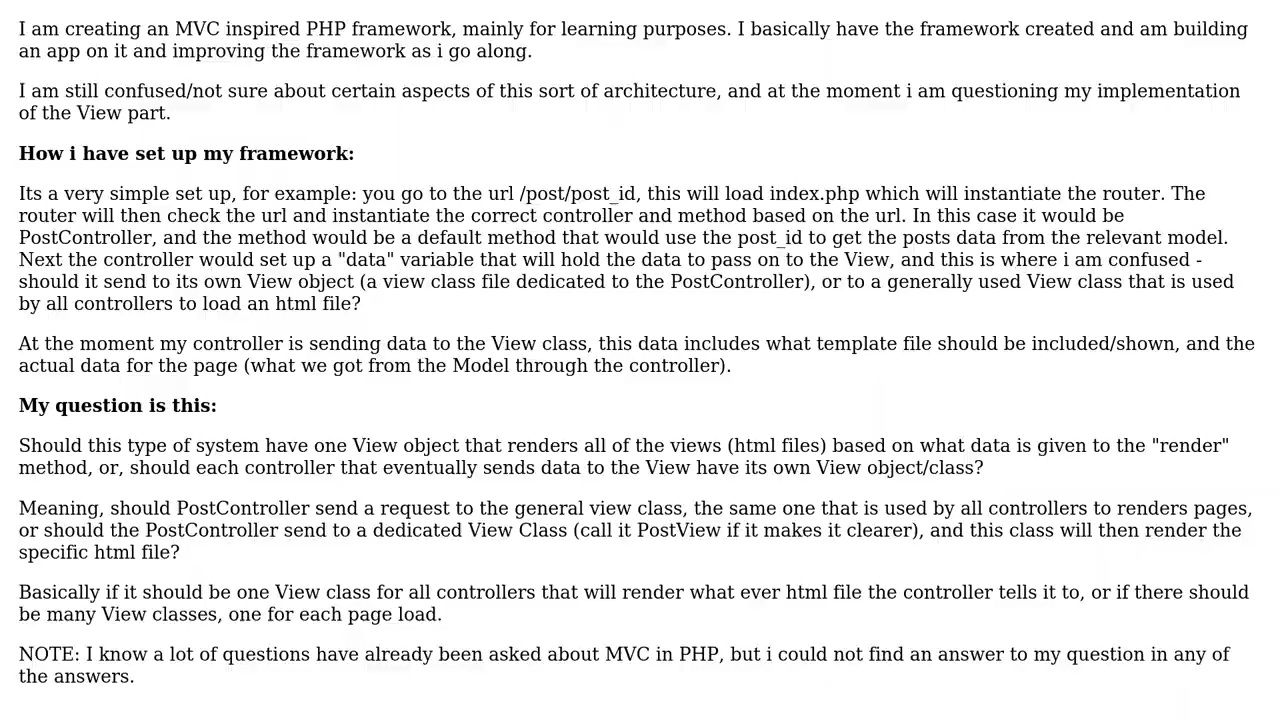 I am creating an MVC inspired PHP framework, mainly for learning purposes. I basically have the framework created and am building
an app on it and improving the framework as i go along.
I am still confused/not sure about certain aspects of this sort of architecture, and at the moment i am questioning my implementation
of the View part.
How i have set up my framework:
Its a very simple set up, for example: you go to the url /post/post_id, this will load index.php which will instantiate the router. The
router will then check the url and instantiate the correct controller and method based on the url. In this case it would be
PostController, and the method would be a default method that would use the post_id to get the posts data from the relevant model.
Next the controller would set up a "data" variable that will hold the data to pass on to the View, and this is where i am confused -
should it send to its own View object (a view class file dedicated to the PostController), or to a generally used View class that is used
by all controllers to load an html file?
At the moment my controller is sending data to the View class, this data includes what template file should be included/shown, and the
actual data for the page (what we got from the Model through the controller).
My question is this:
Should this type of system have one View object that renders all of the views (html files) based on what data is given to the "render"
method, or, should each controller that eventually sends data to the View have its own View object/class?
Meaning, should PostController send a request to the general view class, the same one that is used by all controllers to renders pages,
or should the PostController send to a dedicated View Class (call it PostView if it makes it clearer), and this class will then render the
specific html file?
Basically if it should be one View class for all controllers that will render what ever html file the controller tells it to, or if there should
be many View classes, one for each page load.
NOTE: I know a lot of questions have already been asked about MVC in PHP, but i could not find an answer to my question in any of
the answers.